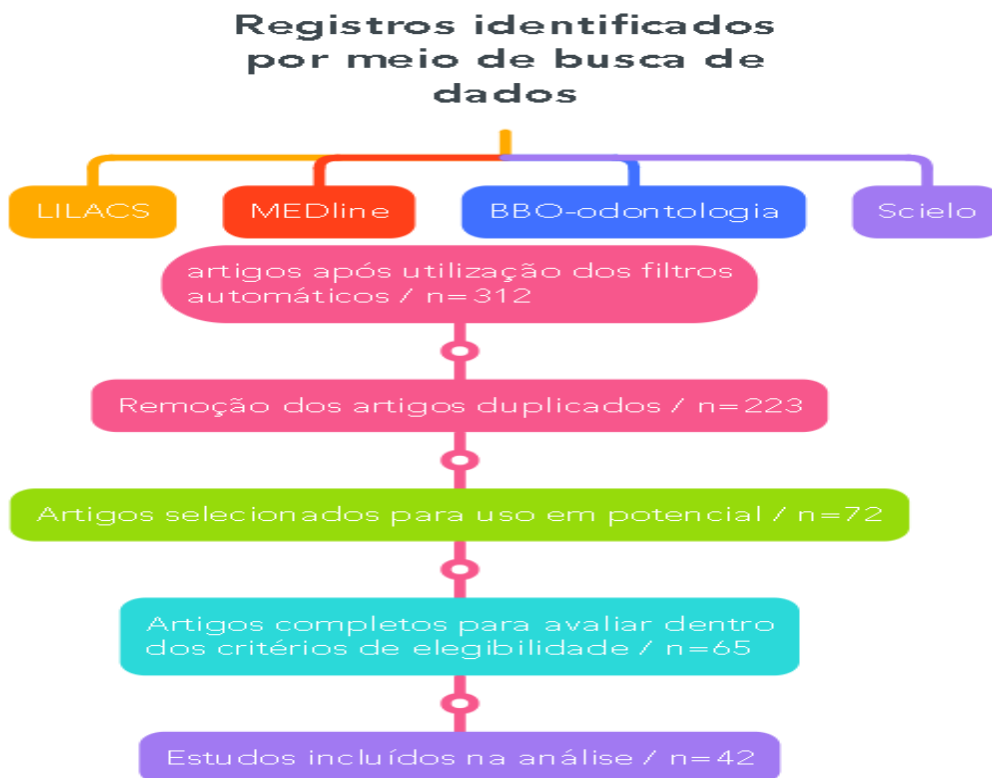 Registros identificados
por meio de busca de
dados
LILACS
MEDline
BBO-odontologia
Scielo
artigos após utilização dos filtros
automáticos / n=312
Remoção dos artigos duplicados / n=223
Artigos selecionados para uso em potencial / n=72
Artigos completos para avaliar dentro
dos critérios de elegibilidade / n=65
Estudos incluídos na análise / n=42